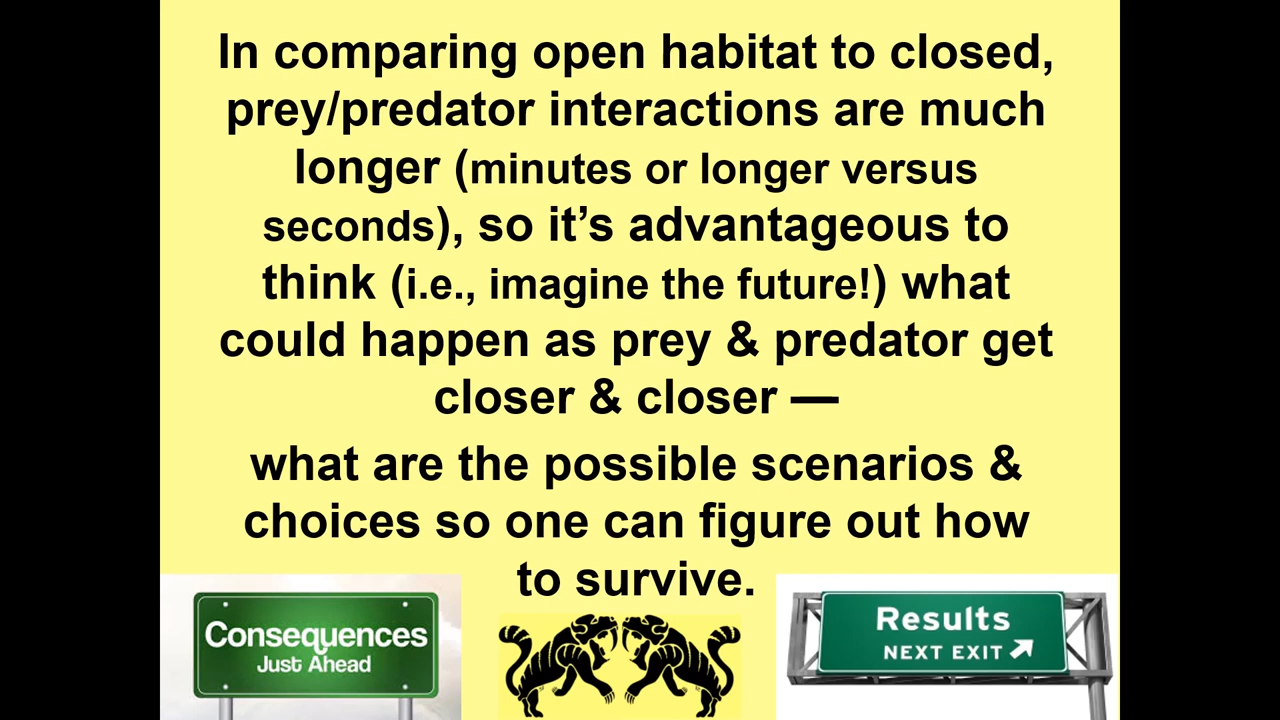 In comparing open habitat to closed,
prey/predator interactions are much
longer (minutes or longer versus
seconds), so it’s advantageous to
think (i.e., imagine the future!) what
could happen as prey & predator get
closer & closer —
what are the possible scenarios &
choices so one can figure out how
to survive.
Consequences
Just Ahead
Results
NEXT EXIT